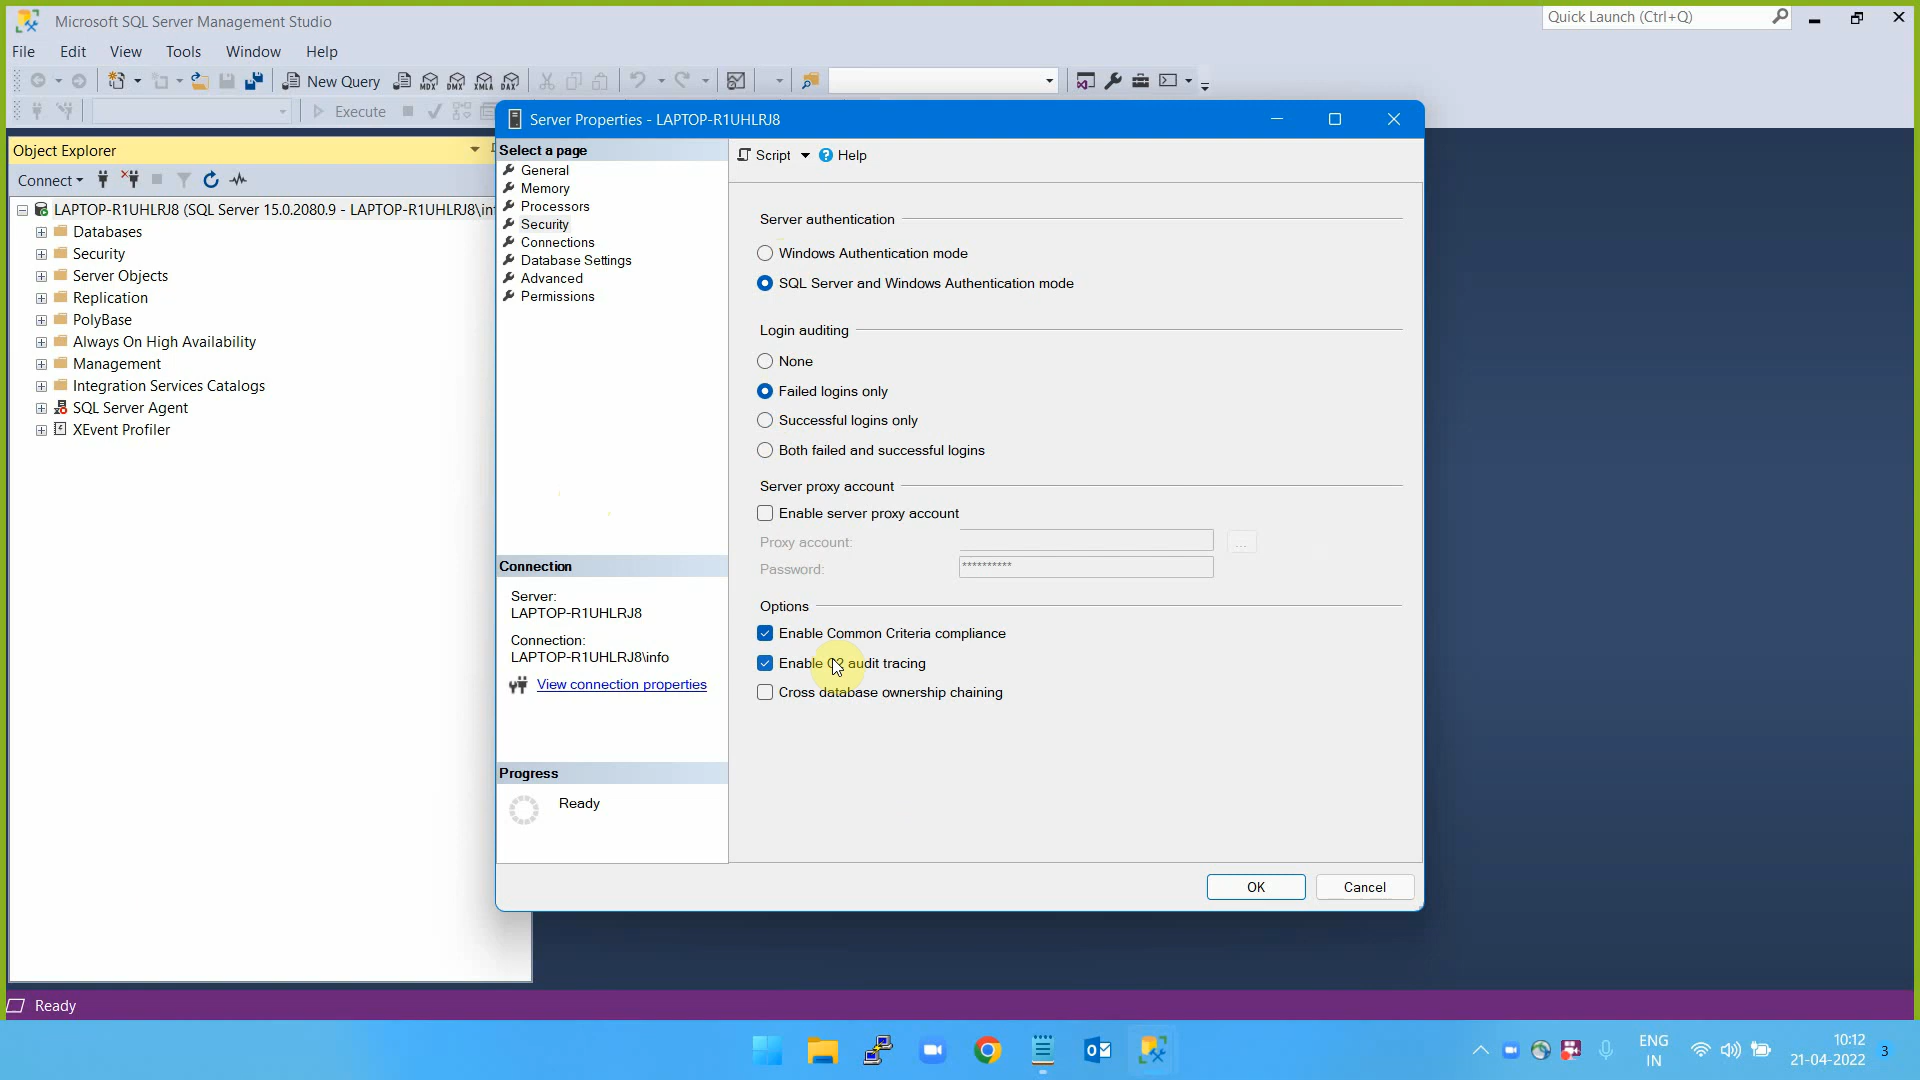 Microsoft SQL Server Management Studio
Quick Launch (Ctrl+Q)
File Edit View Tools Window Help
New Query MDX DMX XMLA DAX
Execute
Object Explorer
Connect
LAPTOP-R1UHLRJ8 (SQL Server 15.0.2080.9 - LAPTOP-R1UHLRJ8\in
Databases
Security
Server Objects
Replication
PolyBase
Always On High Availability
Management
Integration Services Catalogs
SQL Server Agent
XEvent Profiler
Server Properties - LAPTOP-R1UHLRJ8
Select a page
General
Memory
Processors
Security
Connections
Database Settings
Advanced
Permissions
Connection
Server:
LAPTOP-R1UHLRJ8
Connection:
LAPTOP-R1UHLRJ8\info
View connection properties
Progress
Ready
Script Help
Server authentication
Windows Authentication mode
SQL Server and Windows Authentication mode
Login auditing
None
Failed logins only
Successful logins only
Both failed and successful logins
Server proxy account
Enable server proxy account
Proxy account:
...
Password: **********
Options
Enable Common Criteria compliance
Enable C2 audit tracing
Cross database ownership chaining
OK Cancel
Ready
ENG
IN
10:12
21-04-2022
3